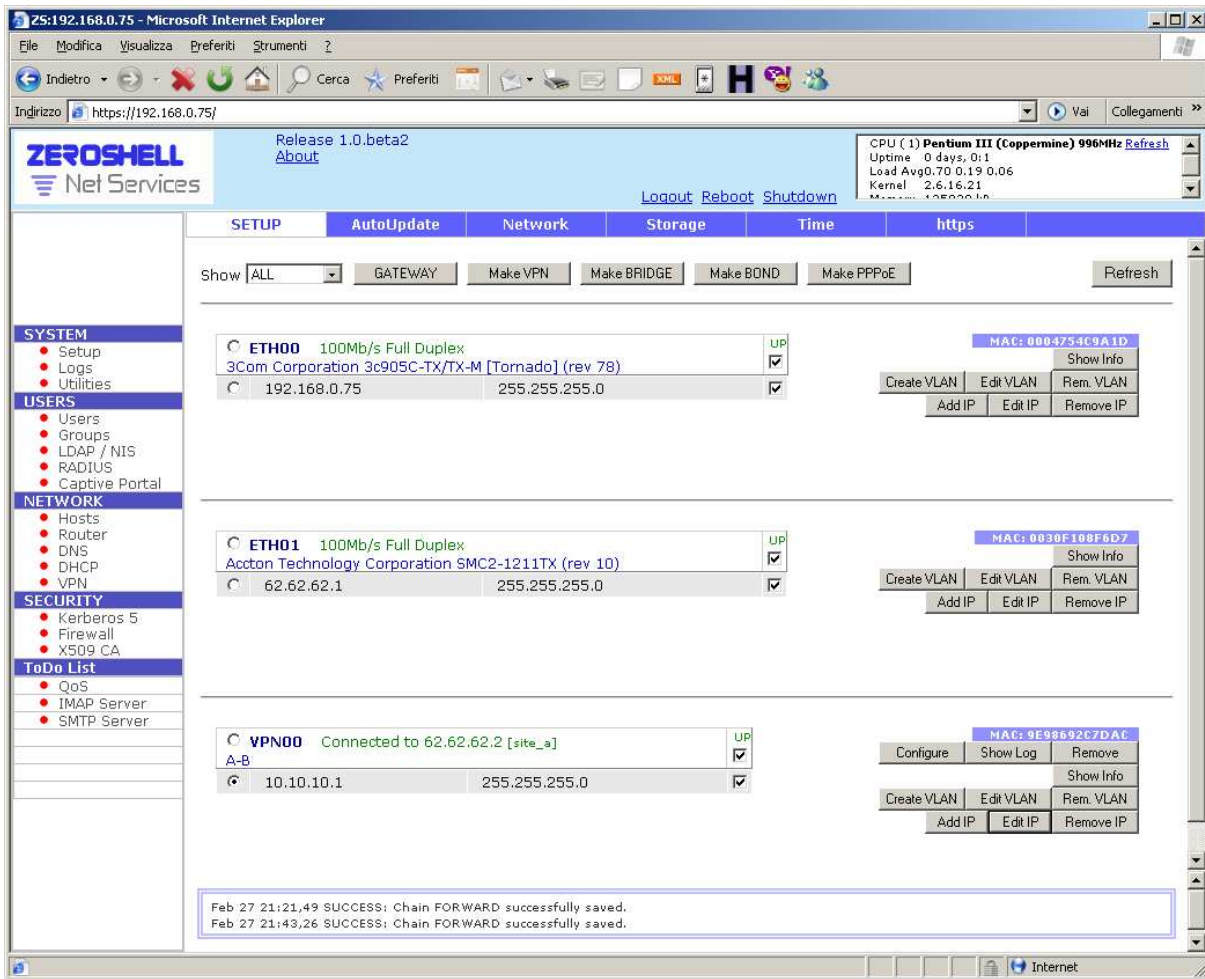 ZS:192.168.0.75 - Microsoft Internet Explorer
File Modifica Visualizza Preferiti Strumenti ?
Indietro Cerca Preferiti XML H
Indirizzo https://192.168.0.75/ Vai Collegamenti »
ZEROSHELL
Net Services
Release 1.0.beta2
About
Logout Reboot Shutdown
CPU ( 1) Pentium III (Coppermine) 996MHz Refresh
Uptime 0 days, 0:1
Load Avg0.70 0.19 0.06
Kernel 2.6.16.21
SETUP AutoUpdate Network Storage Time https
Show ALL GATEWAY Make VPN Make BRIDGE Make BOND Make PPPoE Refresh
SYSTEM
Setup
Logs
Utilities
USERS
Users
Groups
LDAP / NIS
RADIUS
Captive Portal
NETWORK
Hosts
Router
DNS
DHCP
VPN
SECURITY
Kerberos 5
Firewall
X509 CA
ToDo List
QoS
IMAP Server
SMTP Server
ETH00 100Mb/s Full Duplex UP
3Com Corporation 3c905C-TX/TX-M [Tornado] (rev 78)
192.168.0.75 255.255.255.0
MAC: 0004754C9A1D
Show Info
Create VLAN Edit VLAN Rem. VLAN
Add IP Edit IP Remove IP
ETH01 100Mb/s Full Duplex UP
Accton Technology Corporation SMC2-1211TX (rev 10)
62.62.62.1 255.255.255.0
MAC: 0030F108F6D7
Show Info
Create VLAN Edit VLAN Rem. VLAN
Add IP Edit IP Remove IP
VPN00 Connected to 62.62.62.2 [site_a] UP
A-B
10.10.10.1 255.255.255.0
MAC: 9E98692C7DAC
Configure Show Log Remove
Show Info
Create VLAN Edit VLAN Rem. VLAN
Add IP Edit IP Remove IP
Feb 27 21:21,49 SUCCESS: Chain FORWARD successfully saved.
Feb 27 21:43,26 SUCCESS: Chain FORWARD successfully saved.
Internet